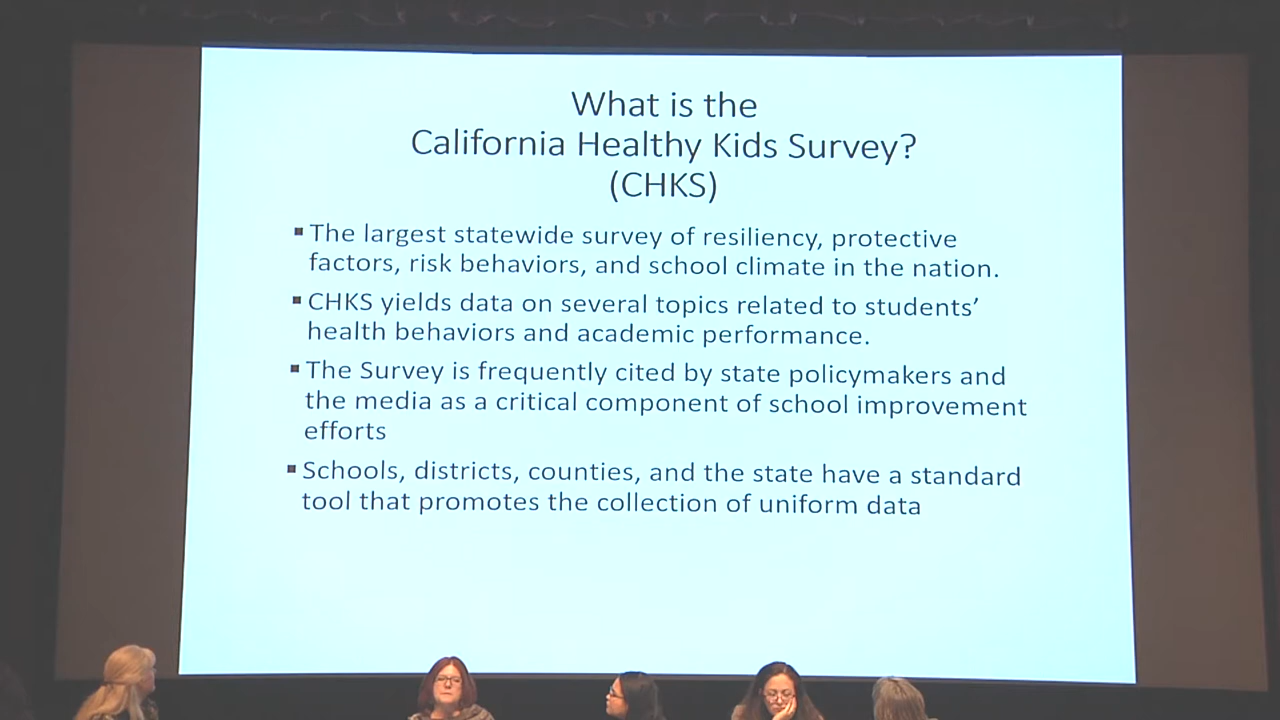 What is the
California Healthy Kids Survey?
(CHKS)
▪ The largest statewide survey of resiliency, protective
factors, risk behaviors, and school climate in the nation.
▪ CHKS yields data on several topics related to students’
health behaviors and academic performance.
▪ The Survey is frequently cited by state policymakers and
the media as a critical component of school improvement
efforts
▪ Schools, districts, counties, and the state have a standard
tool that promotes the collection of uniform data